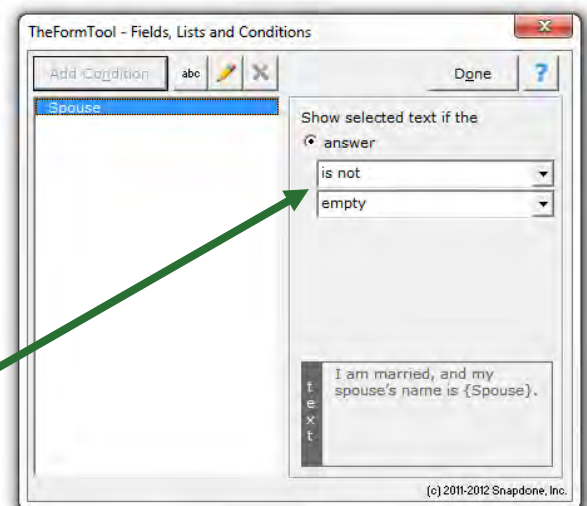 TheFormTool - Fields, Lists and Conditions
Add Condition abc Done ?
Spouse
Show selected text if the
answer
is not
empty
text
I am married, and my
spouse's name is {Spouse}.
(c) 2011-2012 Snapdone, Inc.